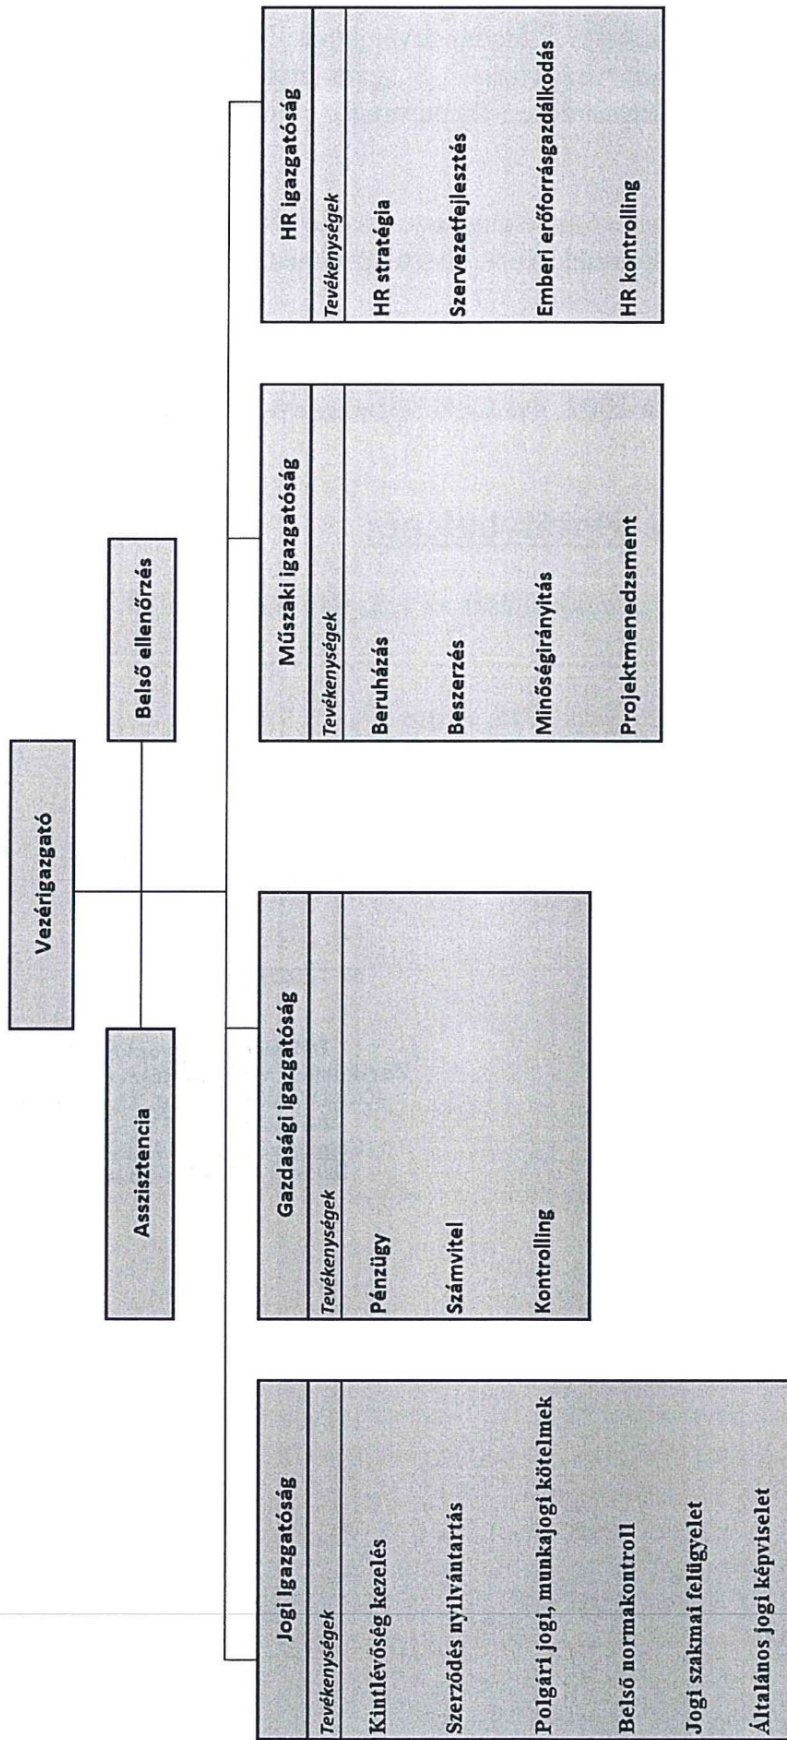 Vezérigazgató
Asszisztencia
Belső ellenőrzés
Jogi Igazgatóság
Tevékenységek
Kintlévőség kezelés
Szerződés nyilvántartás
Polgári jogi, munkajogi kötelmek
Belső normakontroll
Jogi szakmai felügyelet
Általános jogi képviselet
Gazdasági igazgatóság
Tevékenységek
Pénzügy
Számvitel
Kontrolling
Műszaki igazgatóság
Tevékenységek
Beruházás
Beszerzés
Minőségirányítás
Projektmenedzsment
HR igazgatóság
Tevékenységek
HR stratégia
Szervezetfejlesztés
Emberi erőforrásgazdálkodás
HR kontrolling